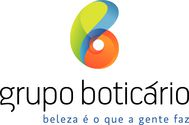 grupo boticário
beleza é o que a gente faz